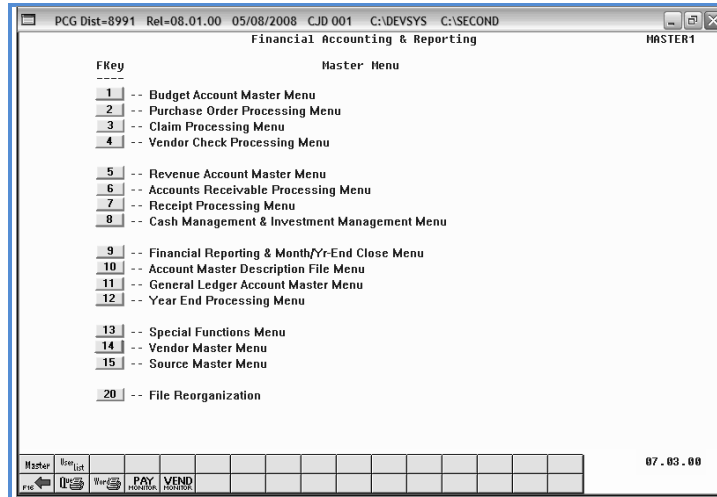 PCG Dist=8991 Rel=08.01.00 05/08/2008 CJD 001 C:\DEVSYS C:\SECOND
Financial Accounting & Reporting MASTER1
FKey Master Menu
----
1 -- Budget Account Master Menu
2 -- Purchase Order Processing Menu
3 -- Claim Processing Menu
4 -- Vendor Check Processing Menu
5 -- Revenue Account Master Menu
6 -- Accounts Receivable Processing Menu
7 -- Receipt Processing Menu
8 -- Cash Management & Investment Management Menu
9 -- Financial Reporting & Month/Yr-End Close Menu
10 -- Account Master Description File Menu
11 -- General Ledger Account Master Menu
12 -- Year End Processing Menu
13 -- Special Functions Menu
14 -- Vendor Master Menu
15 -- Source Master Menu
20 -- File Reorganization
Master User List 07.03.00
F16 Que Word PAY MONITOR VEND MONITOR